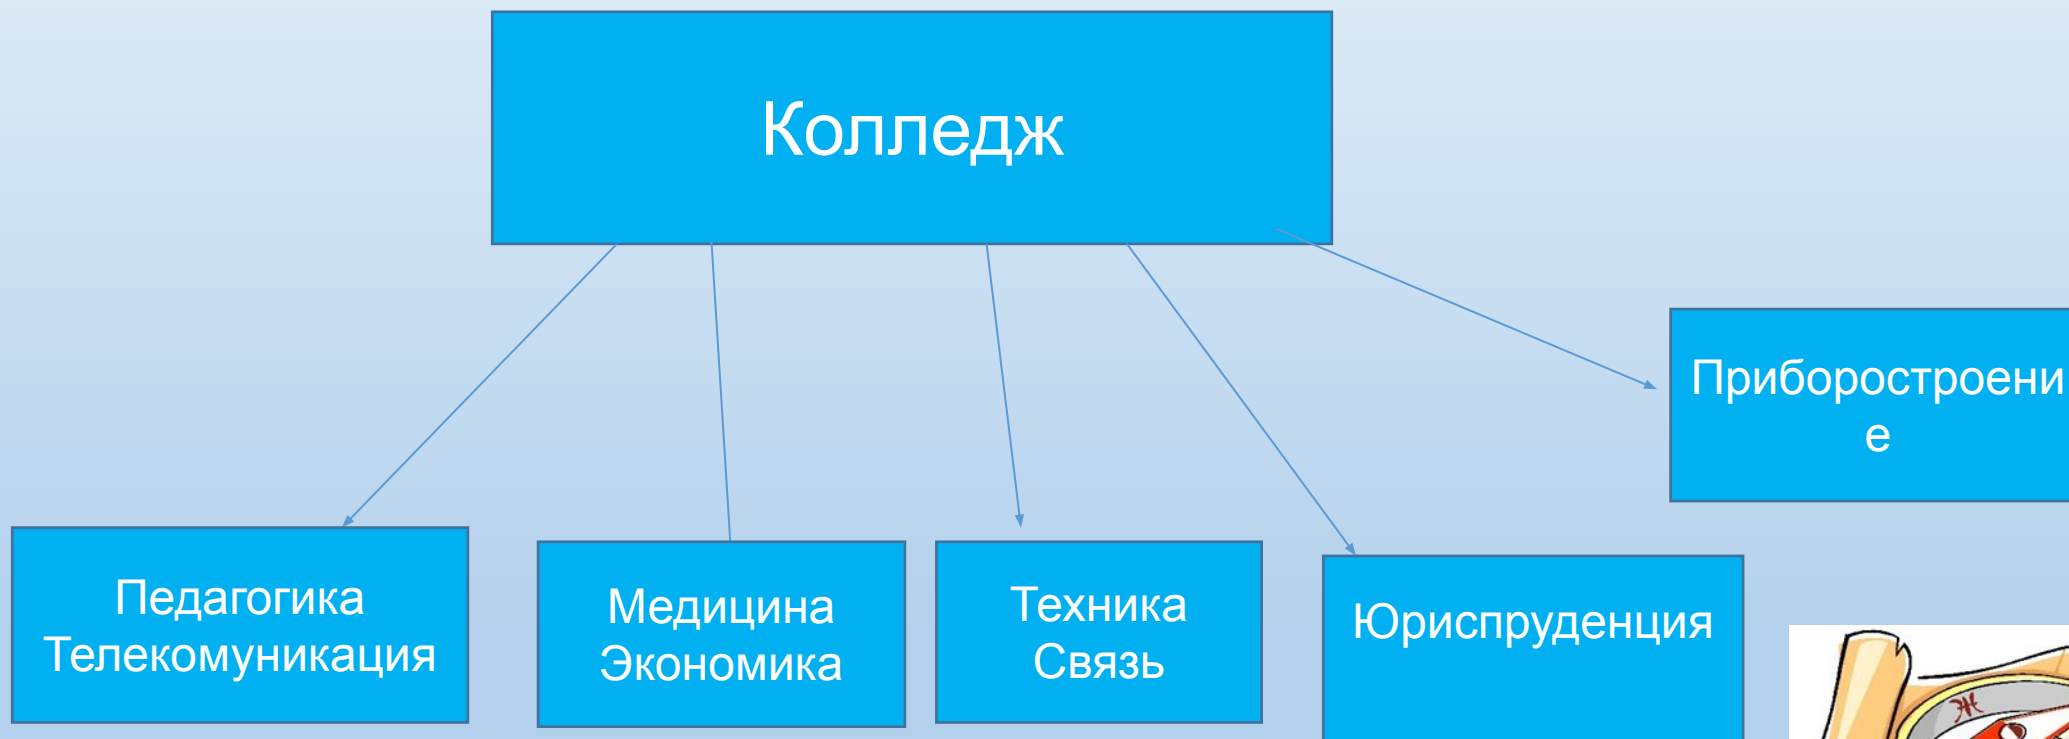 Колледж
Приборостроени
е
Педагогика
Телекомуникация
Медицина
Экономика
Техника
Связь
Юриспруденция
Ж